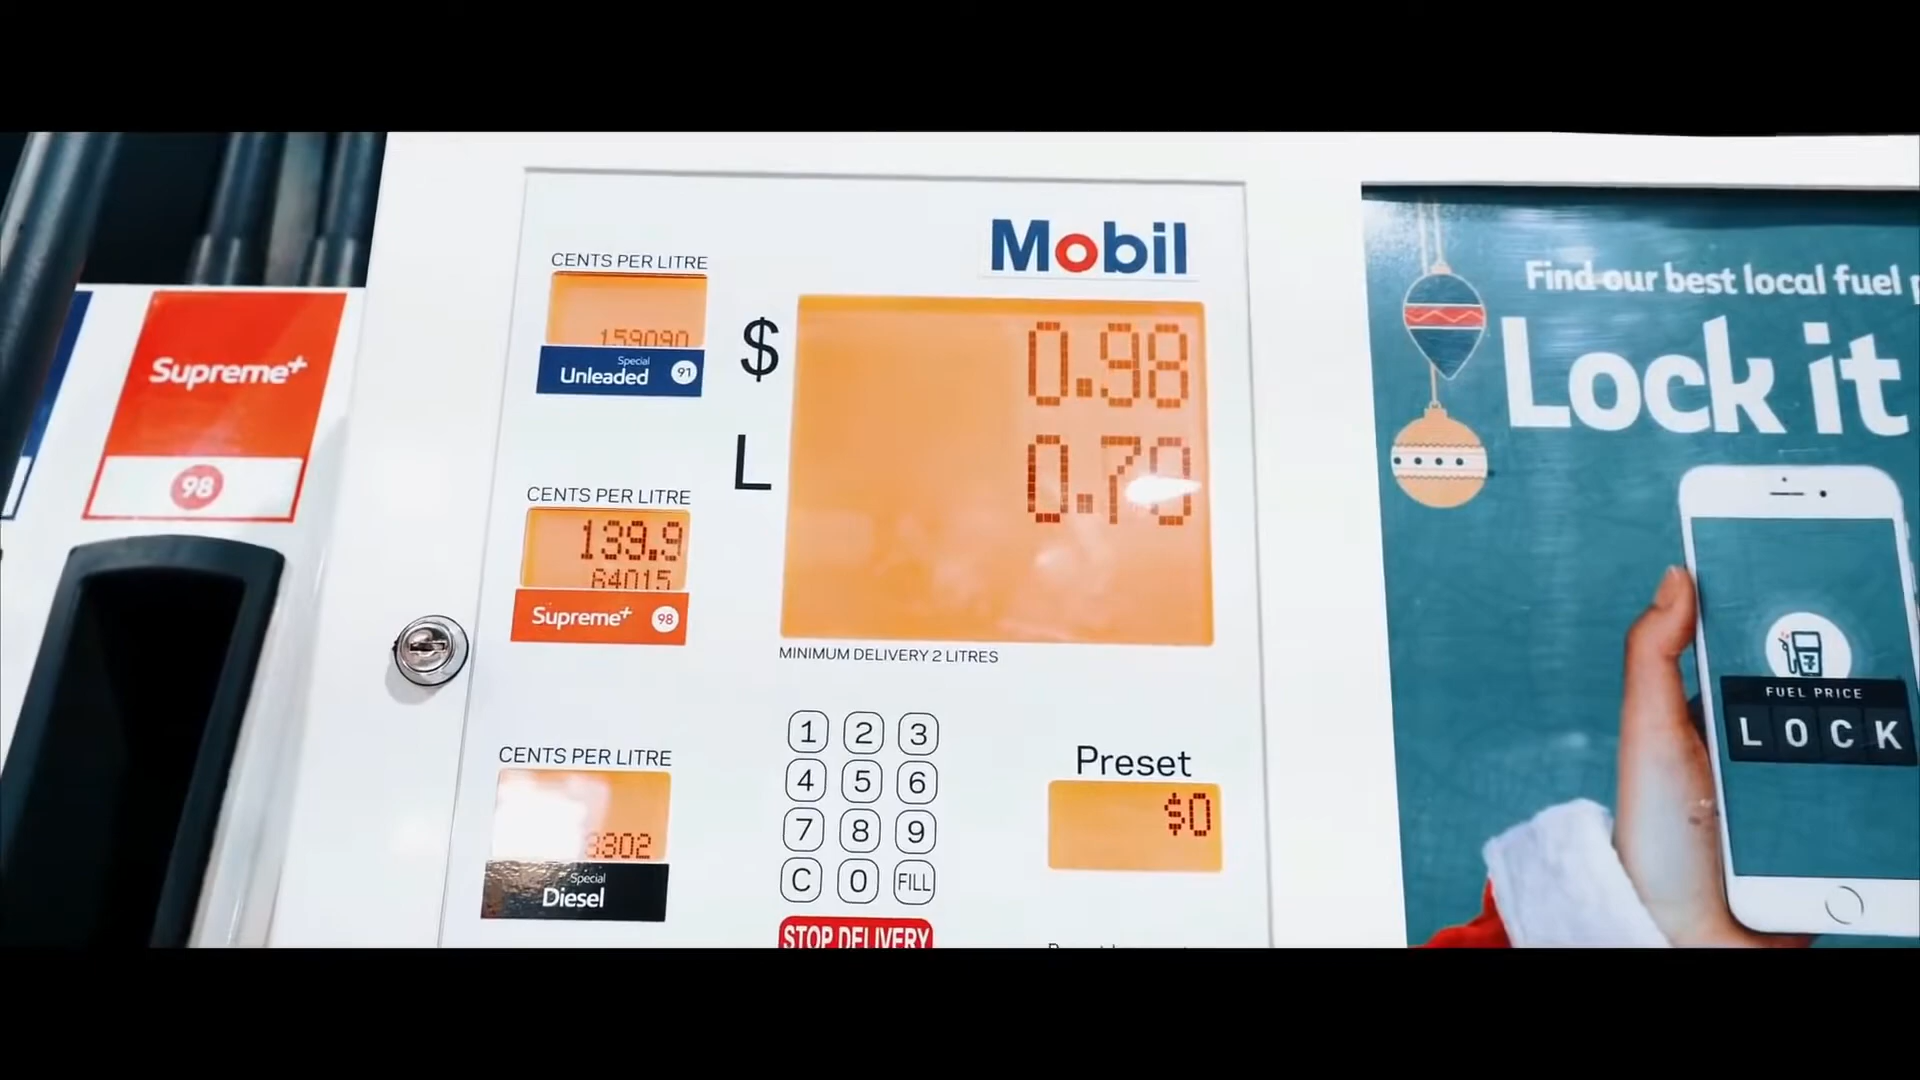 Supreme+
98
CENTS PER LITRE
159090
Special
Unleaded 91
CENTS PER LITRE
139.9
64015
Supreme+ 98
CENTS PER LITRE
3302
Special
Diesel
Mobil
$ 0.98
L
MINIMUM DELIVERY 2 LITRES
1 2 3
4 5 6
7 8 9
C 0 FILL
STOP DELIVERY
Preset
$0
Find our best local fuel
Lock it
FUEL PRICE
LOCK